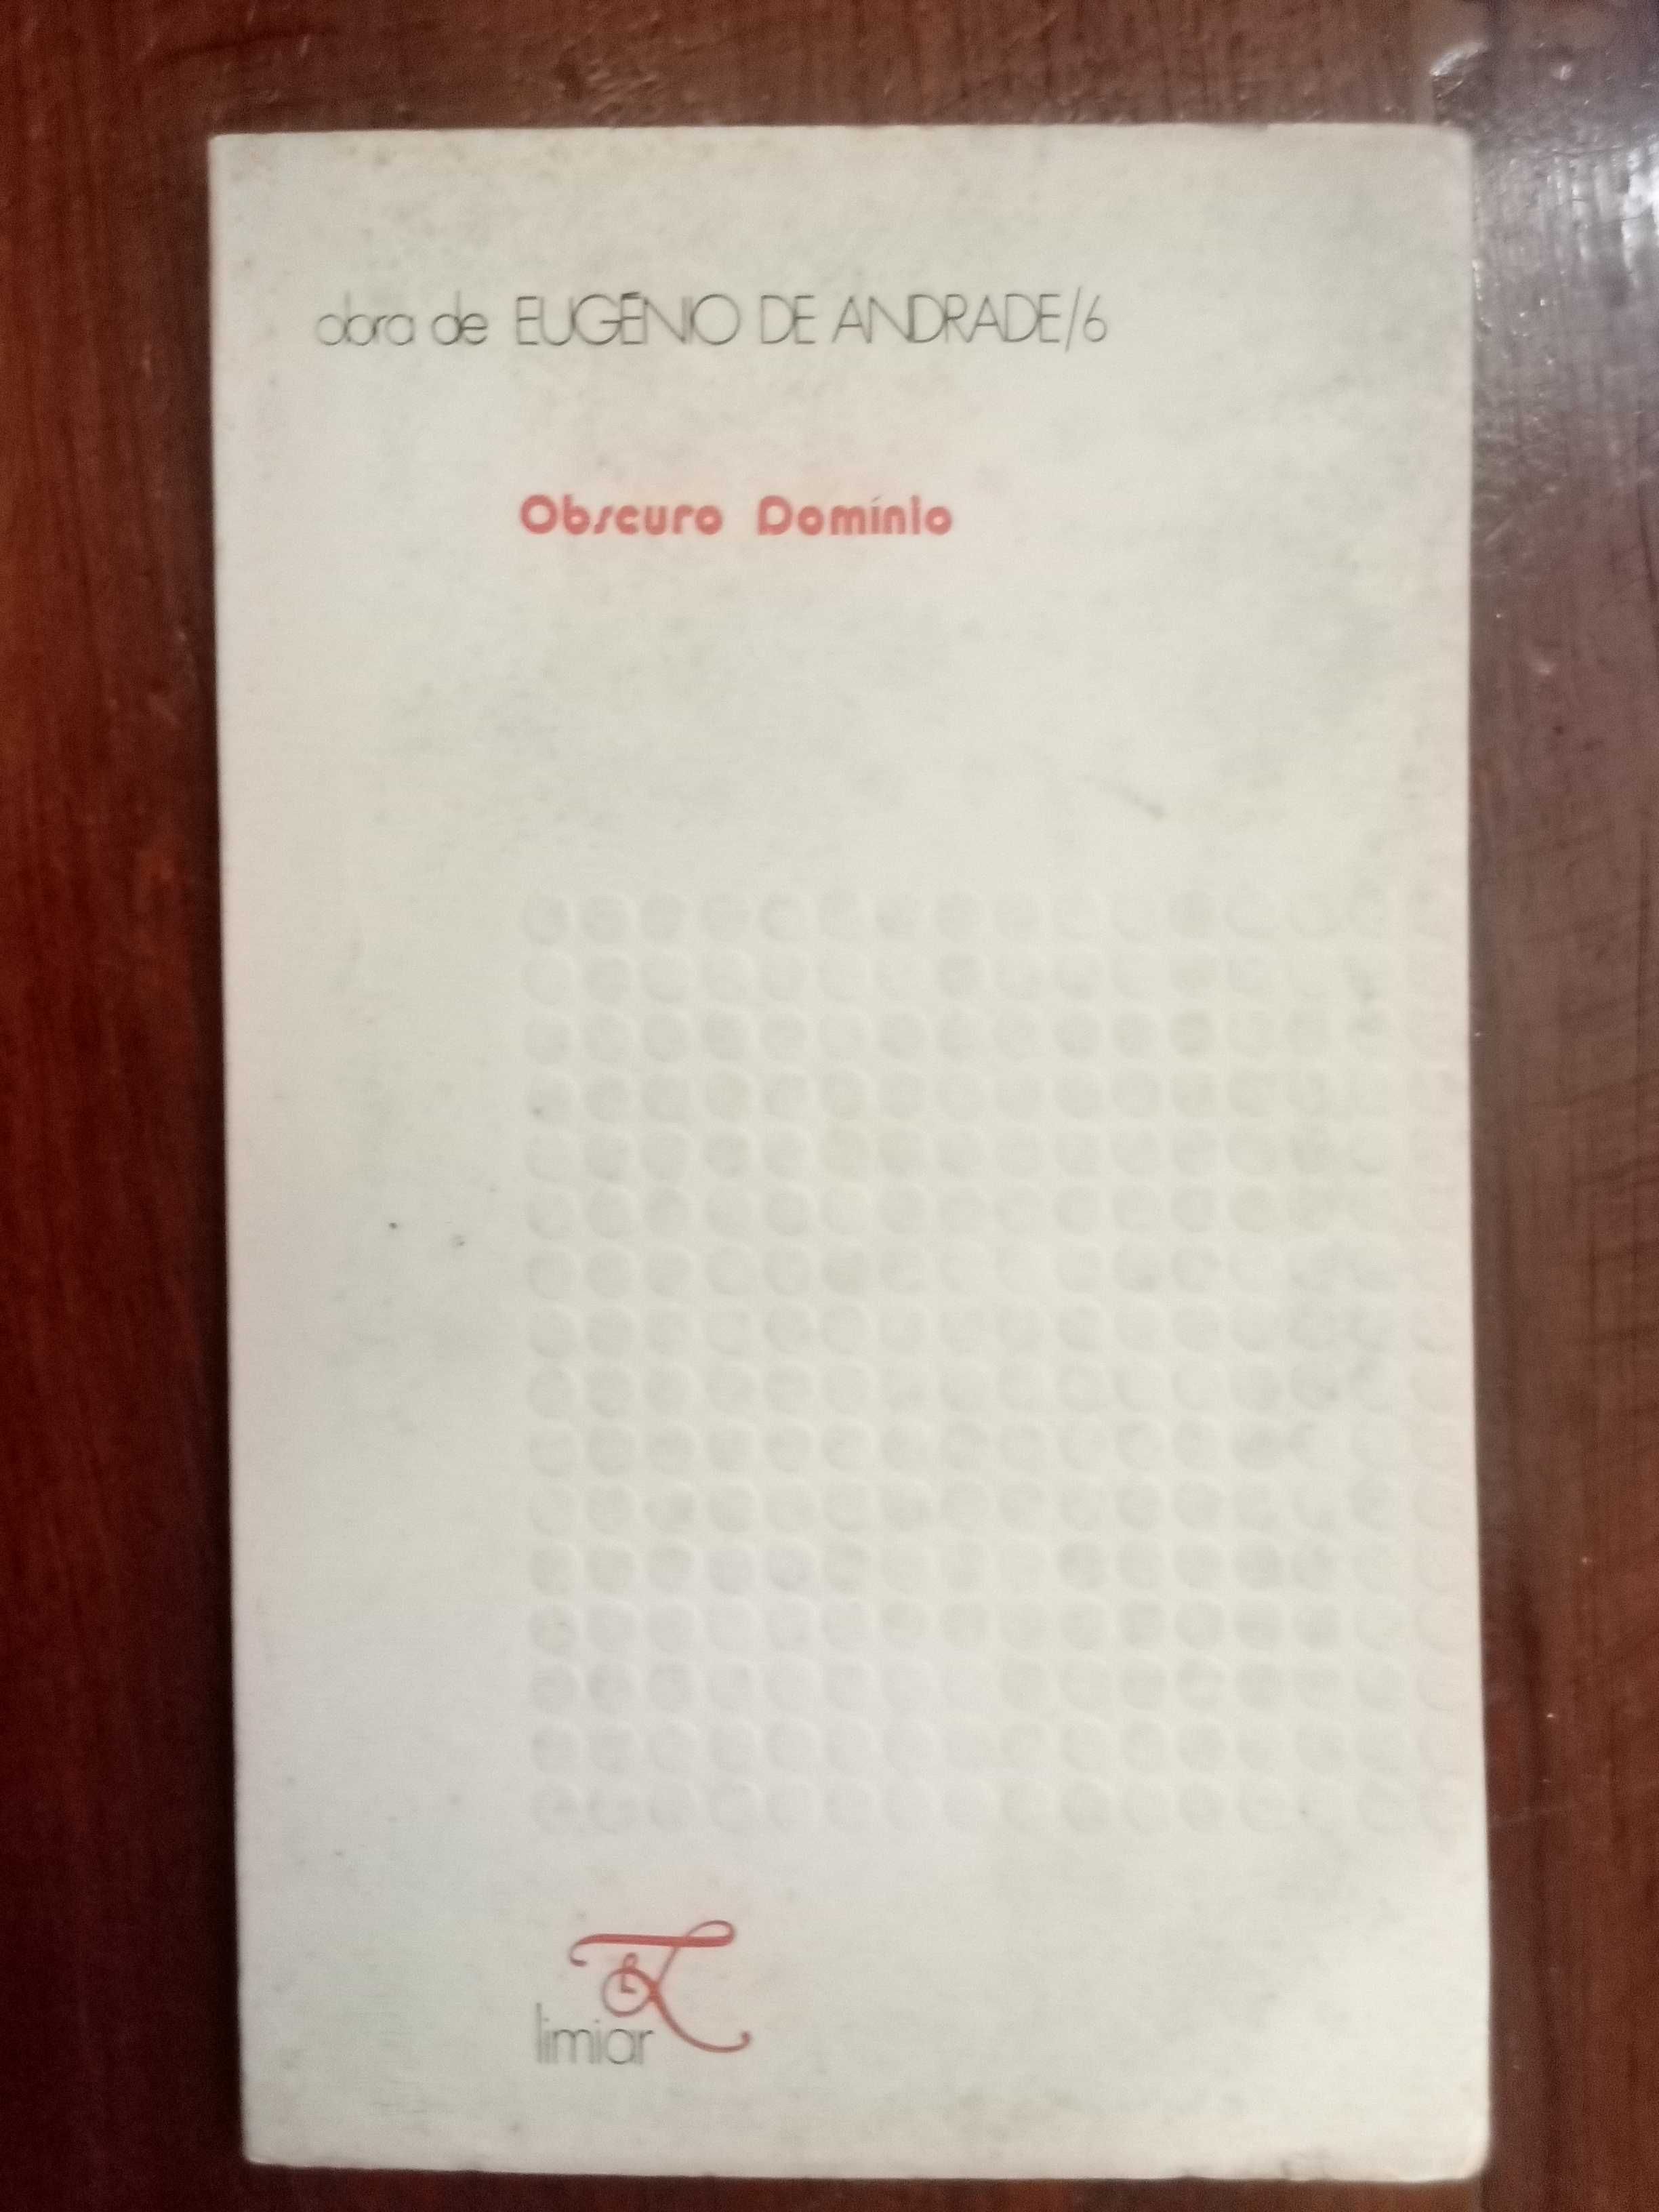 obra de EUGÉNIO DE ANDRADE/6
Obscuro Domínio
limiar